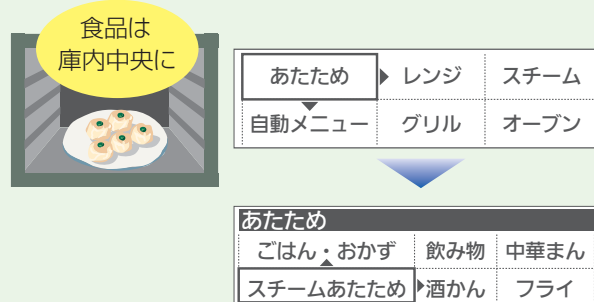 食品は
庫内中央に
あたため レンジ スチーム
自動メニュー グリル オーブン
あたため
ごはん・おかず 飲み物 中華まん
スチームあたため 酒かん フライ